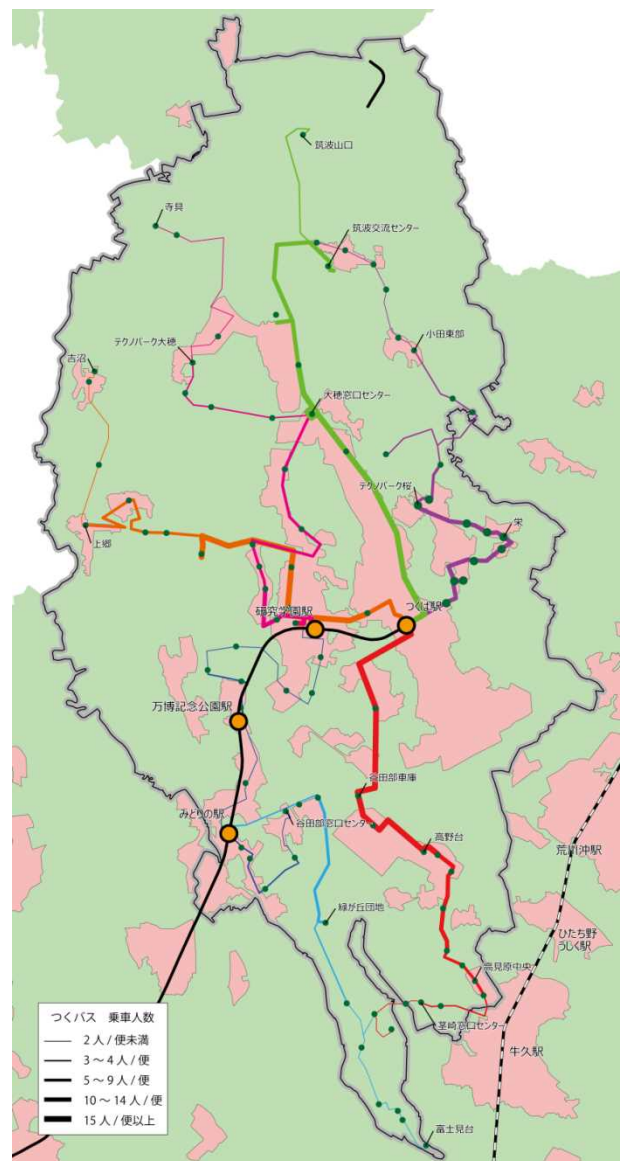 筑波山口
寺具
筑波交流センター
小田東部
テクノパーク大穂
吉沼
大穂窓口センター
テクノパーク桜
栄
上郷
研究学園駅
つくば駅
万博記念公園駅
谷田部車庫
みどりの駅
谷田部窓口センター
高野台
荒川沖駅
緑が丘団地
ひたち野
うしく駅
高見原中央
茎崎窓口センター
牛久駅
富士見台
つくバス 乗車人数
2人/便未満
3～4人/便
5～9人/便
10～14人/便
15人/便以上